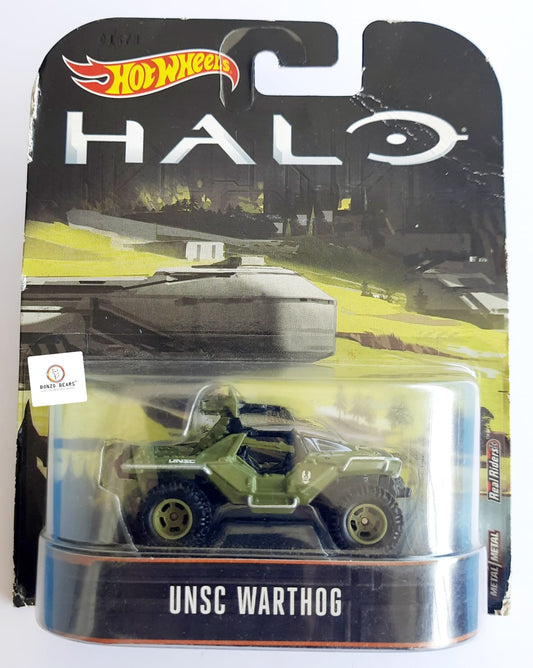 Hot Wheels
HALO
®
BONZO BEARS
UNSC
Real Riders
METAL/METAL
UNSC WARTHOG